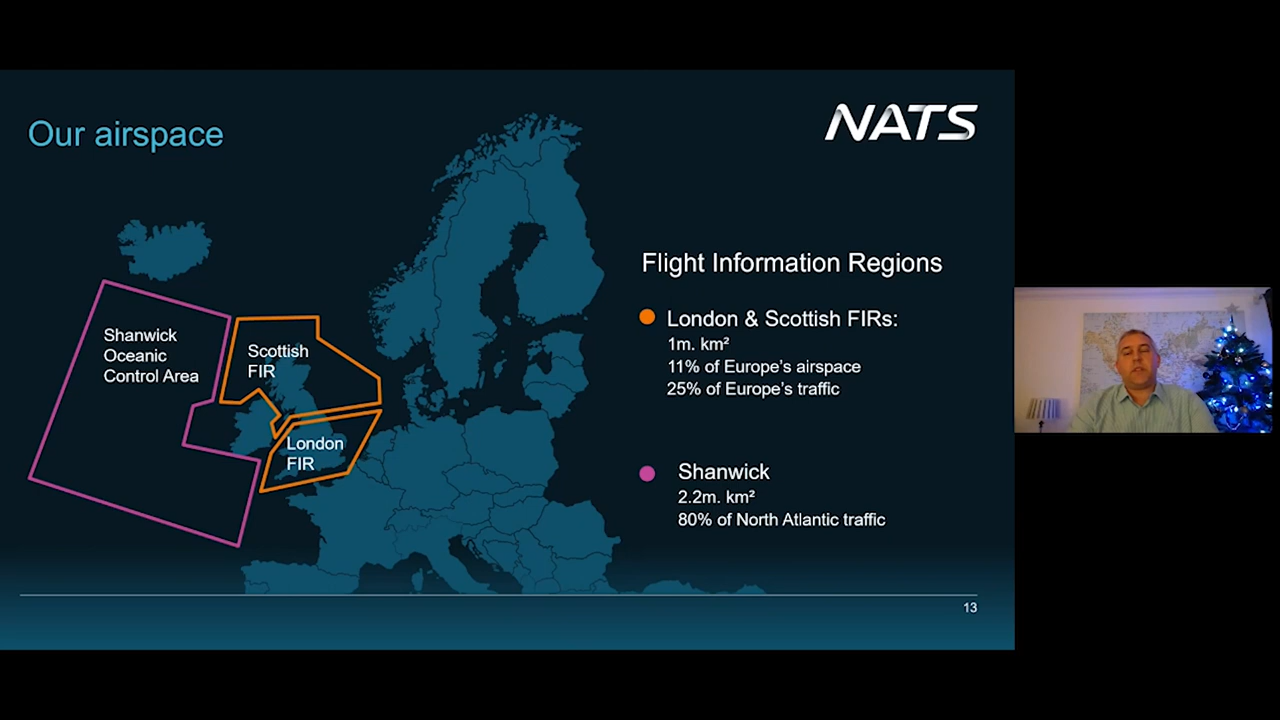 Our airspace
NATS
Shanwick
Oceanic
Control Area
Scottish
FIR
London
FIR
Flight Information Regions
London & Scottish FIRs:
1m. km²
11% of Europe's airspace
25% of Europe's traffic
Shanwick
2.2m. km²
80% of North Atlantic traffic
13